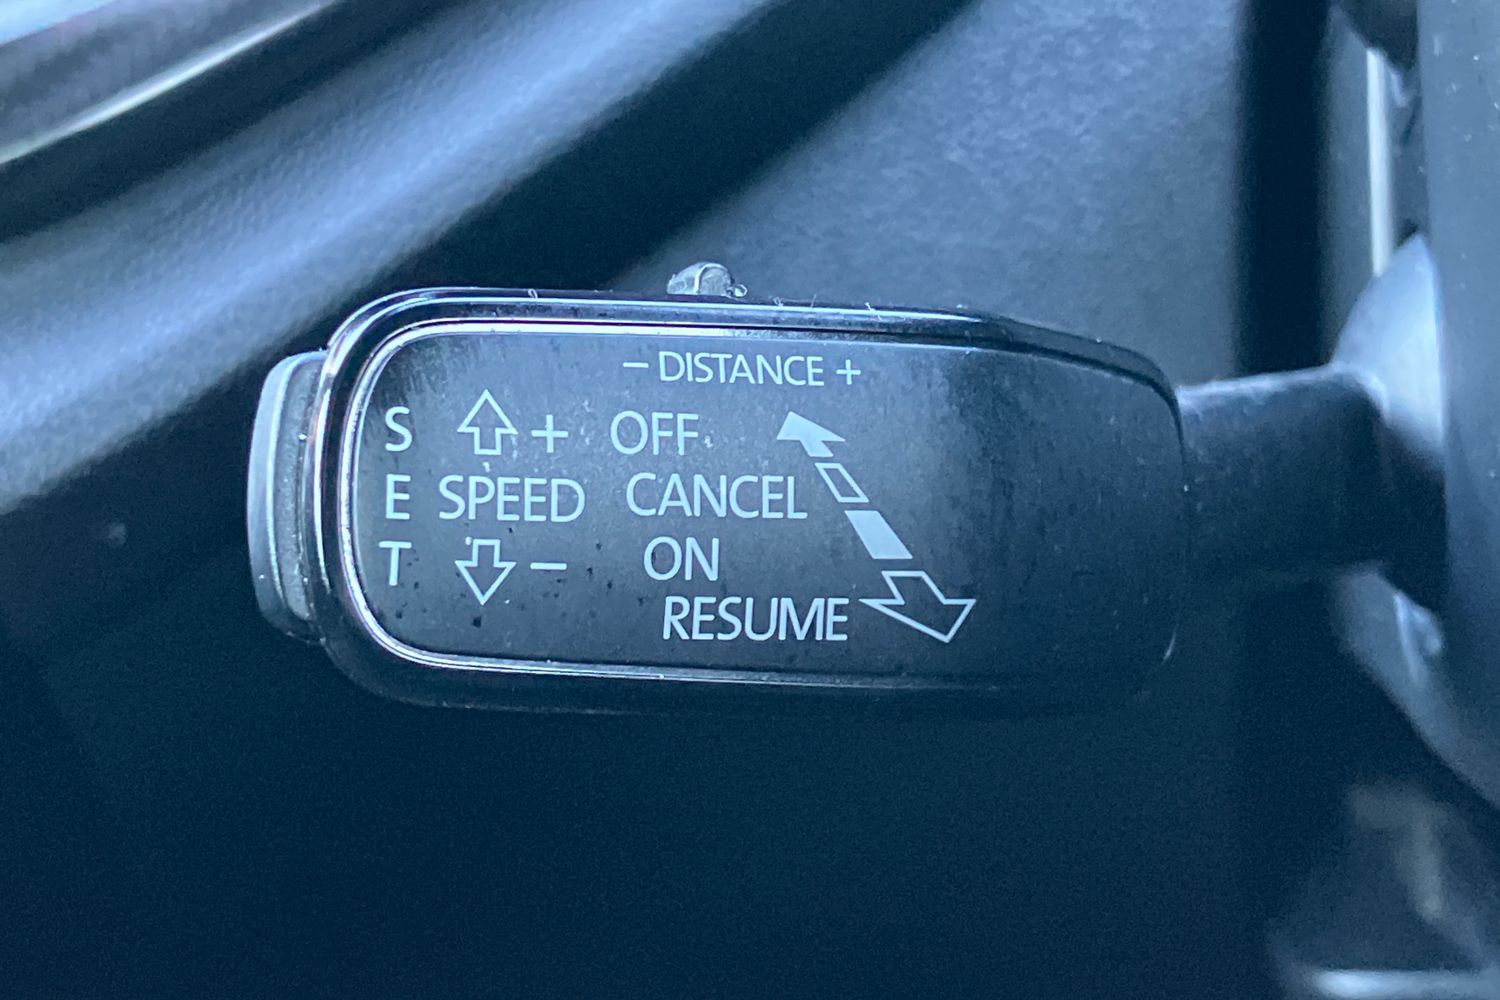 − DISTANCE +
S + OFF
E SPEED CANCEL
T − ON
RESUME